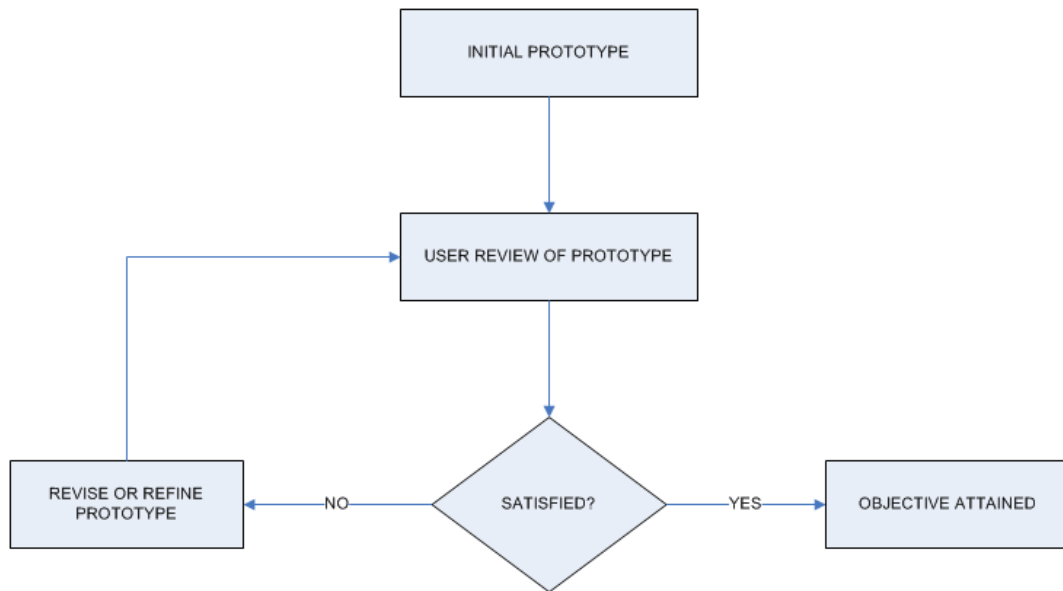 INITIAL PROTOTYPE
USER REVIEW OF PROTOTYPE
REVISE OR REFINE
PROTOTYPE
NO
SATISFIED?
YES
OBJECTIVE ATTAINED